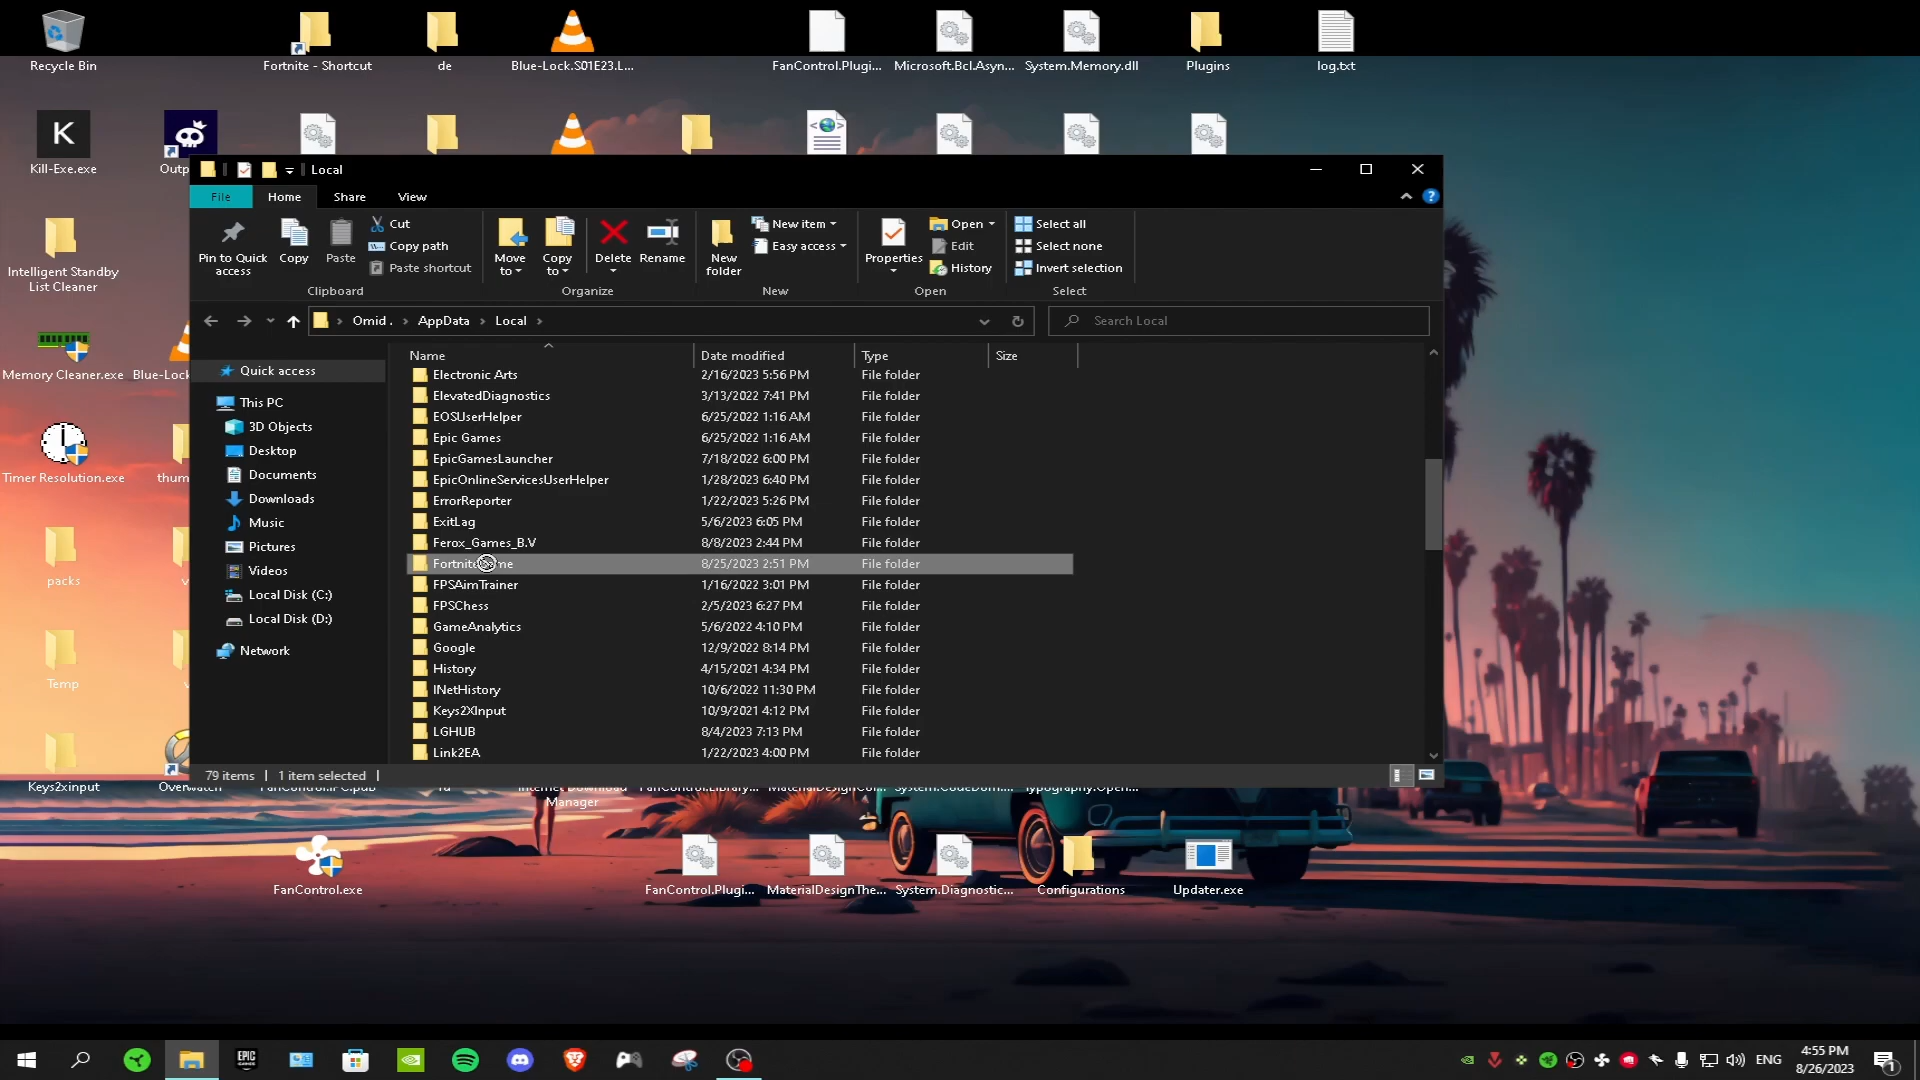 Recycle Bin
Fortnite - Shortcut
de
Blue-Lock.S01E23.L...
FanControl.Plugi...
Microsoft.Bcl.Asyn...
System.Memory.dll
Plugins
log.txt
K
Kill-Exe.exe
Outp
Intelligent Standby
List Cleaner
Memory Cleaner.exe
Blue-Lock
Timer Resolution.exe
thum
packs
Temp
Keys2xinput
Local
File
Home
Share
View
Pin to Quick
access
Copy
Paste
Cut
Copy path
Paste shortcut
Clipboard
Move
to
Copy
to
Delete
Rename
Organize
New
folder
New item
Easy access
New
Properties
Open
Edit
History
Open
Select all
Select none
Invert selection
Select
Omid .
AppData
Local
Search Local
Quick access
This PC
3D Objects
Desktop
Documents
Downloads
Music
Pictures
Videos
Local Disk (C:)
Local Disk (D:)
Network
Name Date modified Type Size
Electronic Arts 2/16/2023 5:56 PM File folder
ElevatedDiagnostics 3/13/2022 7:41 PM File folder
EOSUserHelper 6/25/2022 1:16 AM File folder
Epic Games 6/25/2022 1:16 AM File folder
EpicGamesLauncher 7/18/2022 6:00 PM File folder
EpicOnlineServicesUserHelper 1/28/2023 6:40 PM File folder
ErrorReporter 1/22/2023 5:26 PM File folder
ExitLag 5/6/2023 6:05 PM File folder
Ferox_Games_B.V 8/8/2023 2:44 PM File folder
8/25/2023 2:51 PM File folder
FPSAimTrainer 1/16/2022 3:01 PM File folder
FPSChess 2/5/2023 6:27 PM File folder
GameAnalytics 5/6/2022 4:10 PM File folder
Google 12/9/2022 8:14 PM File folder
History 4/15/2021 4:34 PM File folder
INetHistory 10/6/2022 11:30 PM File folder
Keys2XInput 10/9/2021 4:12 PM File folder
LGHUB 8/4/2023 7:13 PM File folder
Link2EA 1/22/2023 4:00 PM File folder
79 items
1 item selected
Manager
FanControl.exe
FanControl.Plugi...
MaterialDesignThe...
System.Diagnostic...
Configurations
Updater.exe
EPIC
GAMES
ENG
4:55 PM
8/26/2023
1